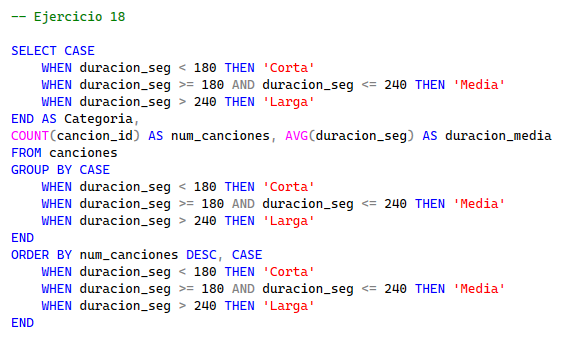 -- Ejercicio 18
SELECT CASE
WHEN duracion_seg < 180 THEN 'Corta'
WHEN duracion_seg >= 180 AND duracion_seg <= 240 THEN 'Media'
WHEN duracion_seg > 240 THEN 'Larga'
END AS Categoria,
COUNT(cancion_id) AS num_canciones, AVG(duracion_seg) AS duracion_media
FROM canciones
GROUP BY CASE
WHEN duracion_seg < 180 THEN 'Corta'
WHEN duracion_seg >= 180 AND duracion_seg <= 240 THEN 'Media'
WHEN duracion_seg > 240 THEN 'Larga'
END
ORDER BY num_canciones DESC, CASE
WHEN duracion_seg < 180 THEN 'Corta'
WHEN duracion_seg >= 180 AND duracion_seg <= 240 THEN 'Media'
WHEN duracion_seg > 240 THEN 'Larga'
END